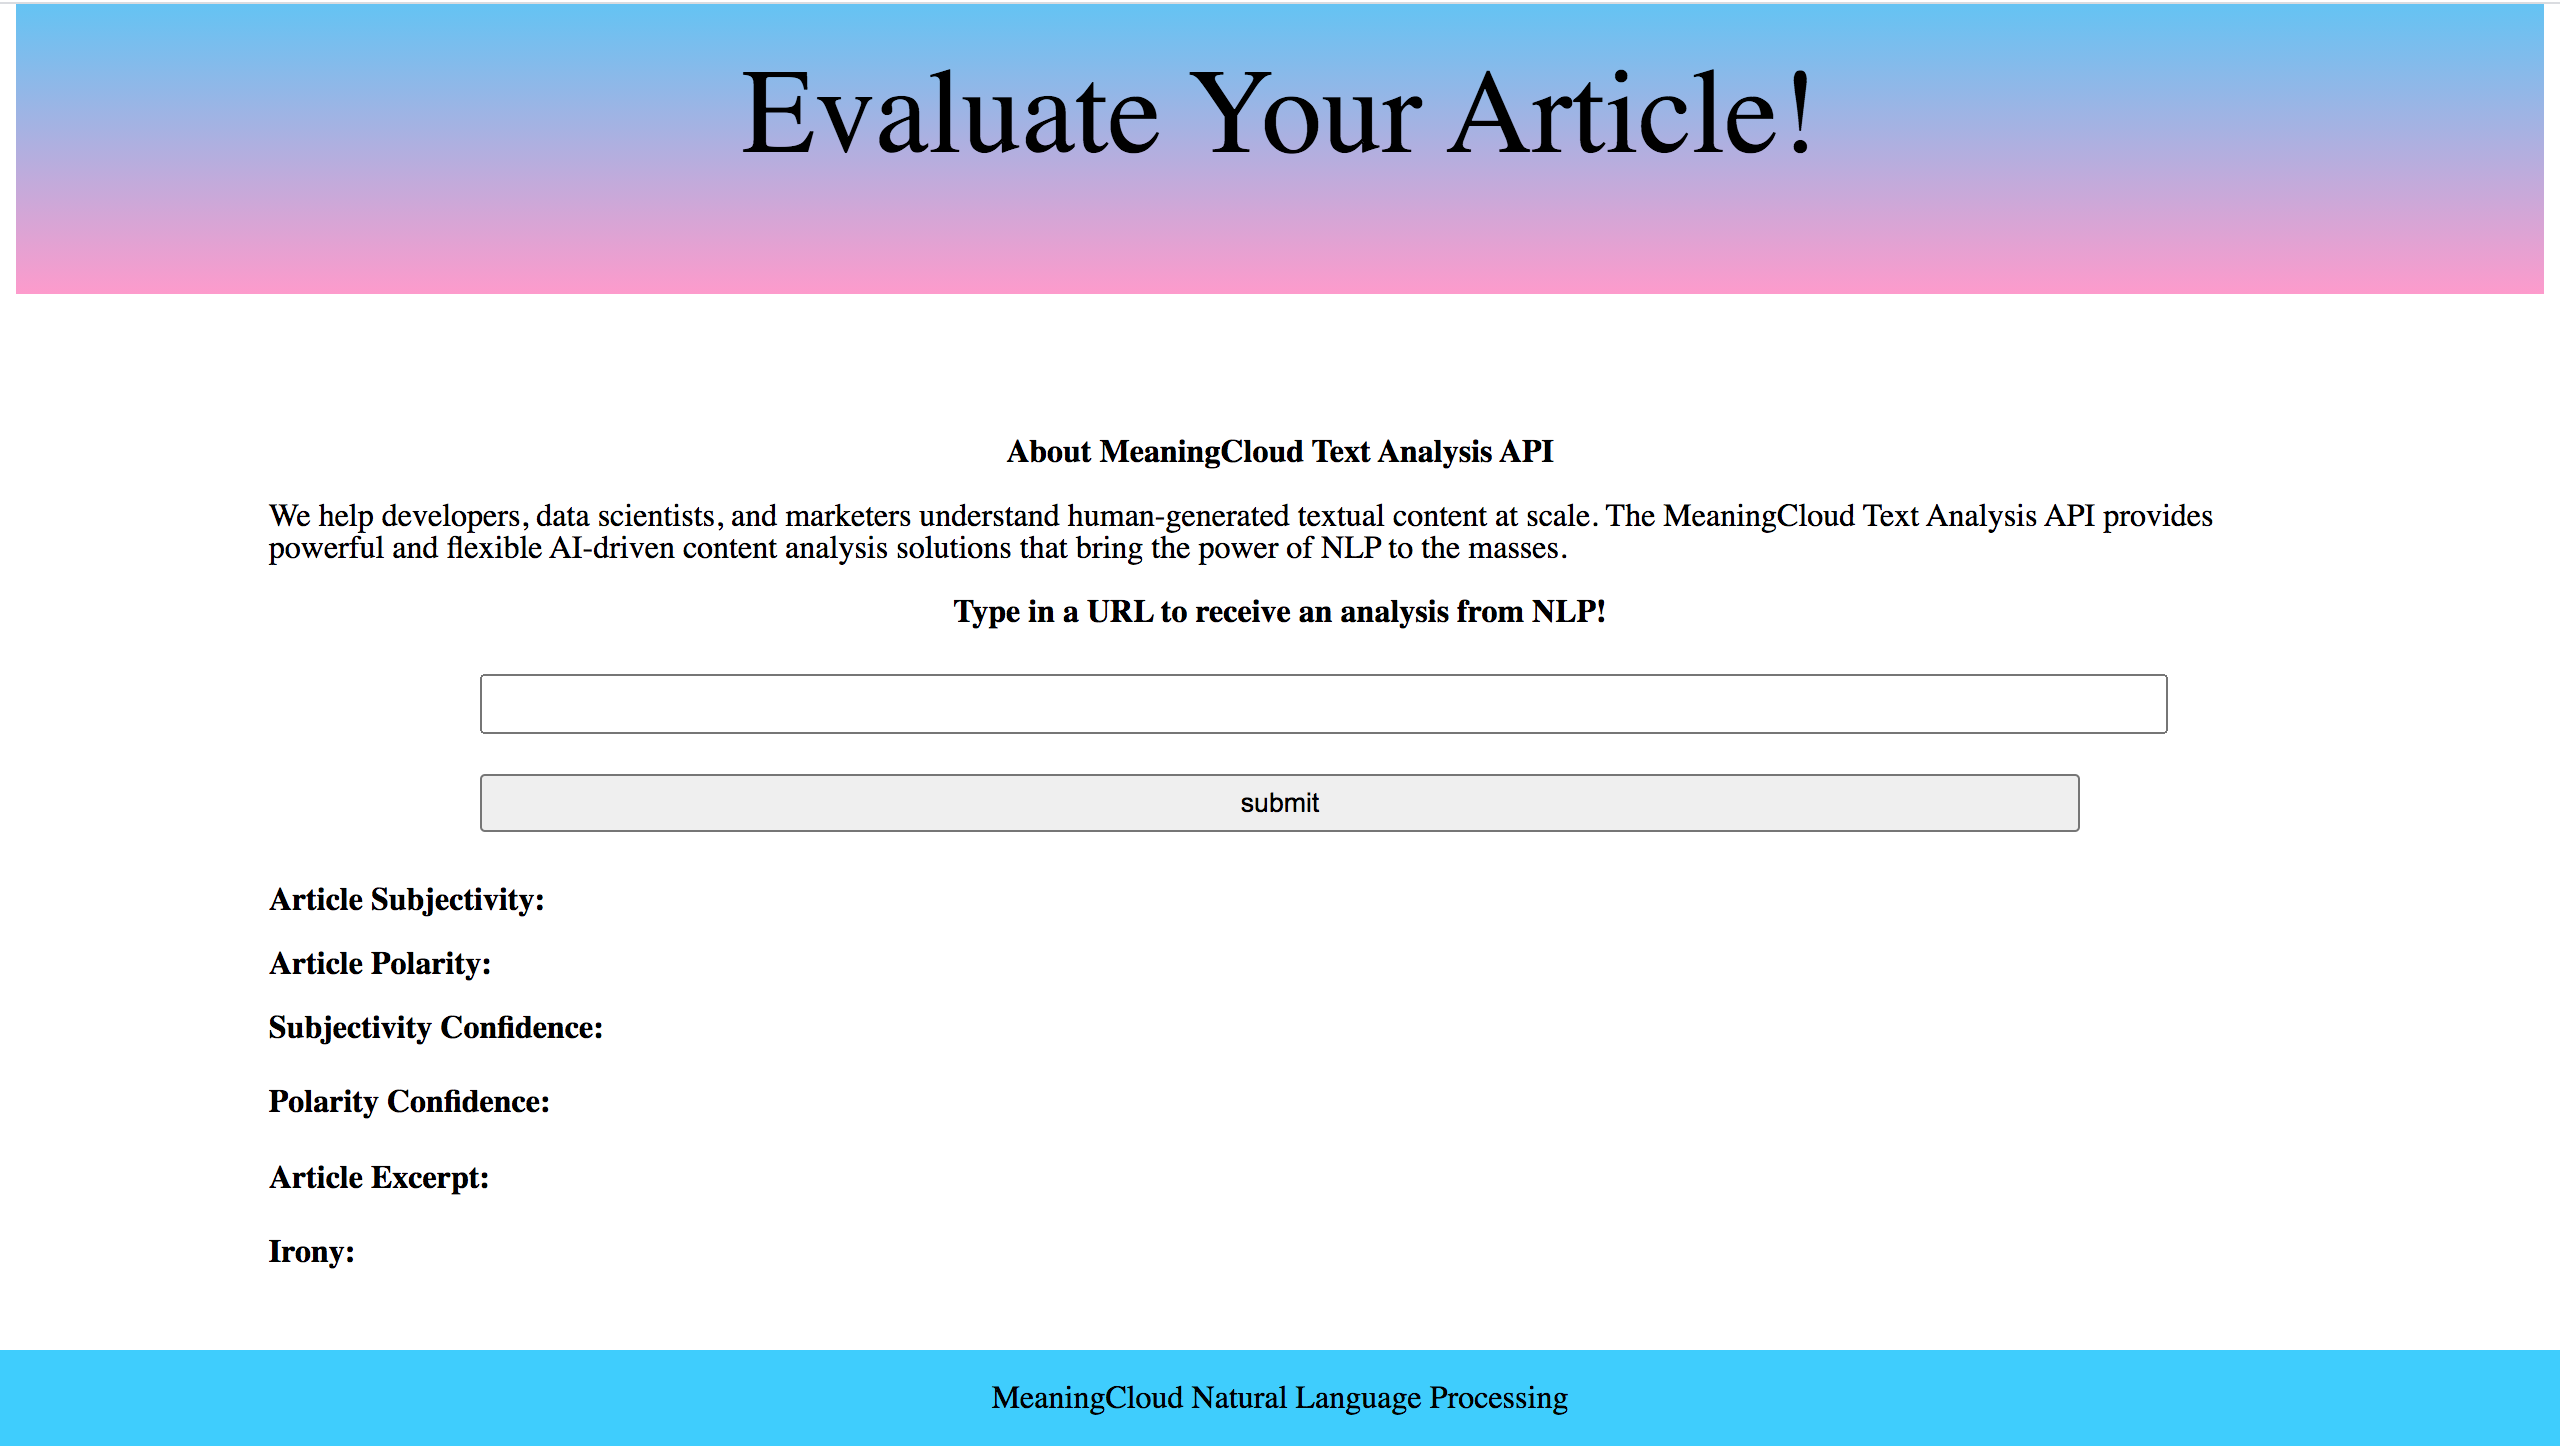 Evaluate Your Article!
About MeaningCloud Text Analysis API
We help developers, data scientists, and marketers understand human-generated textual content at scale. The MeaningCloud Text Analysis API provides
powerful and flexible AI-driven content analysis solutions that bring the power of NLP to the masses.
Type in a URL to receive an analysis from NLP!
submit
Article Subjectivity:
Article Polarity:
Subjectivity Confidence:
Polarity Confidence:
Article Excerpt:
Irony:
MeaningCloud Natural Language Processing